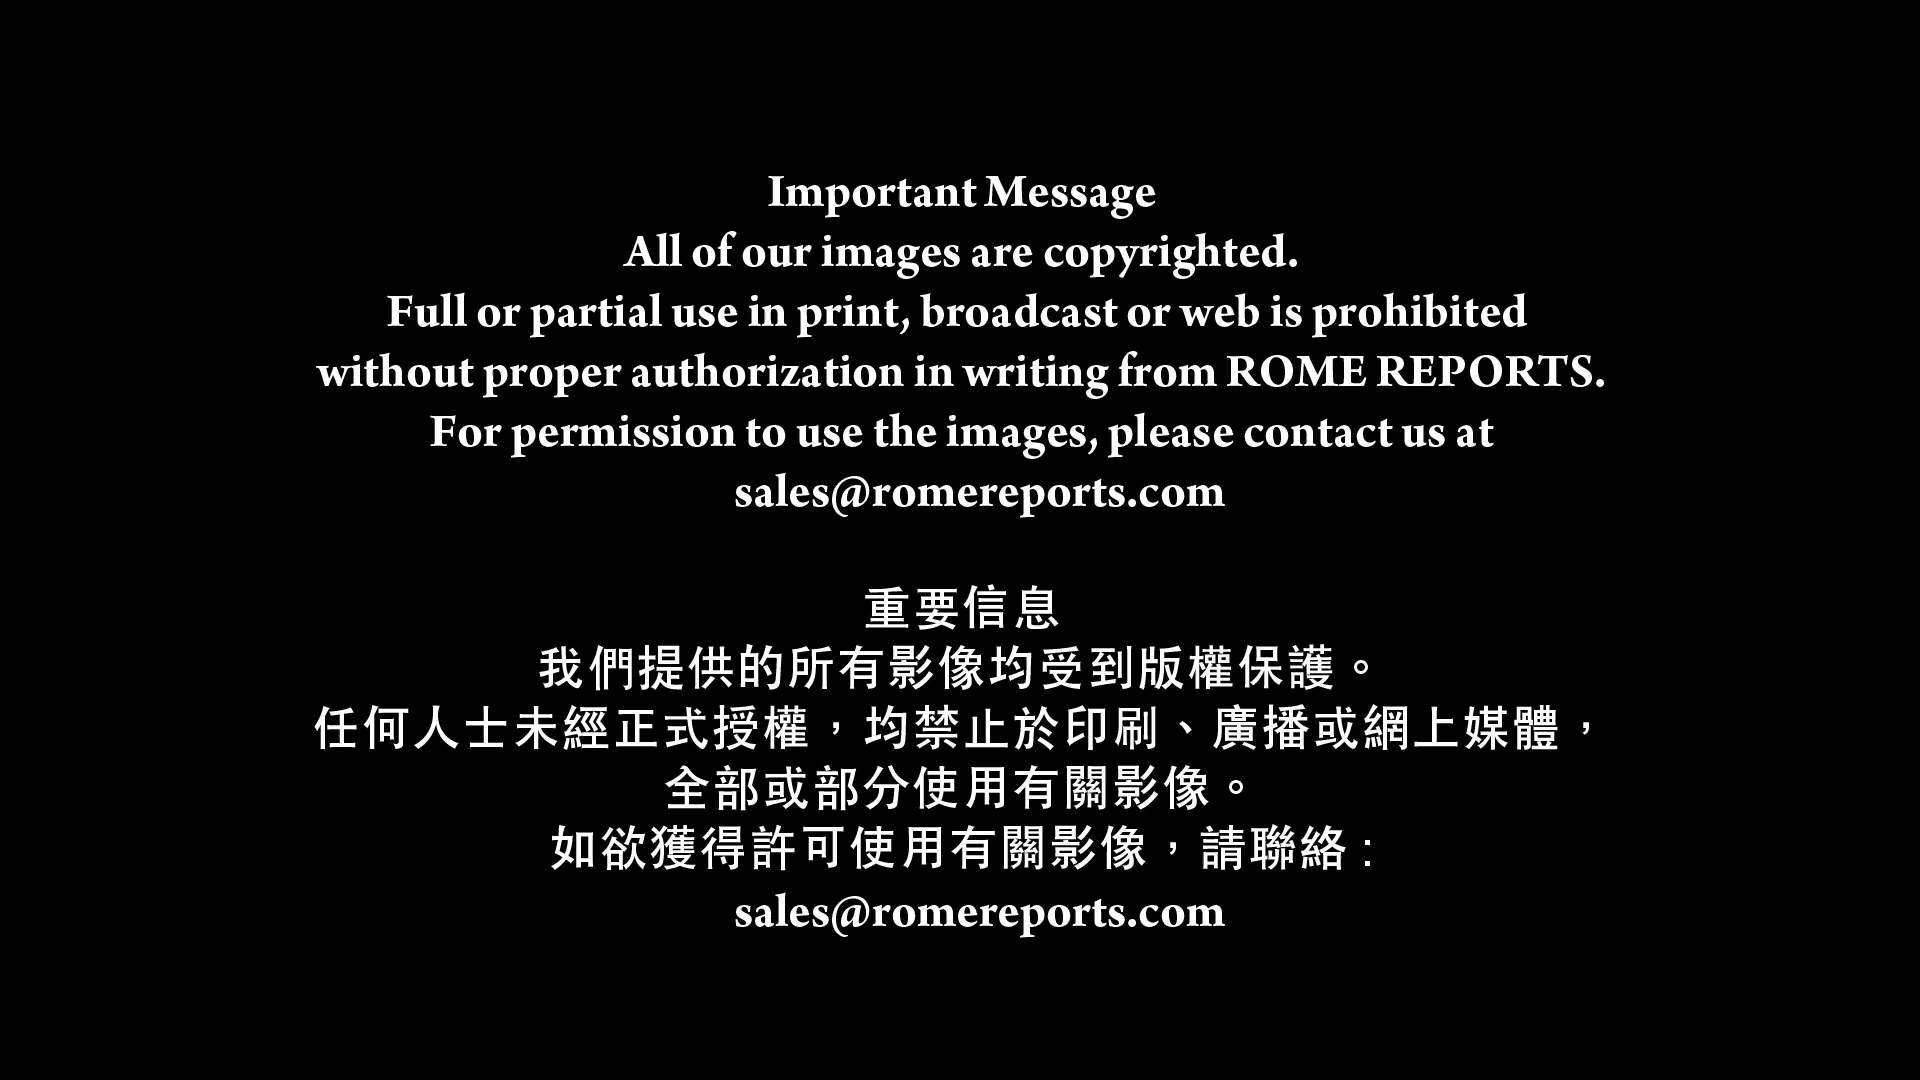 Important Message
All of our images are copyrighted.
Full or partial use in print, broadcast or web is prohibited
without proper authorization in writing from ROME REPORTS.
For permission to use the images, please contact us at
sales@romereports.com
重要信息
我們提供的所有影像均受到版權保護。
任何人士未經正式授權，均禁止於印刷、廣播或網上媒體，
全部或部分使用有關影像。
如欲獲得許可使用有關影像，請聯絡：
sales@romereports.com